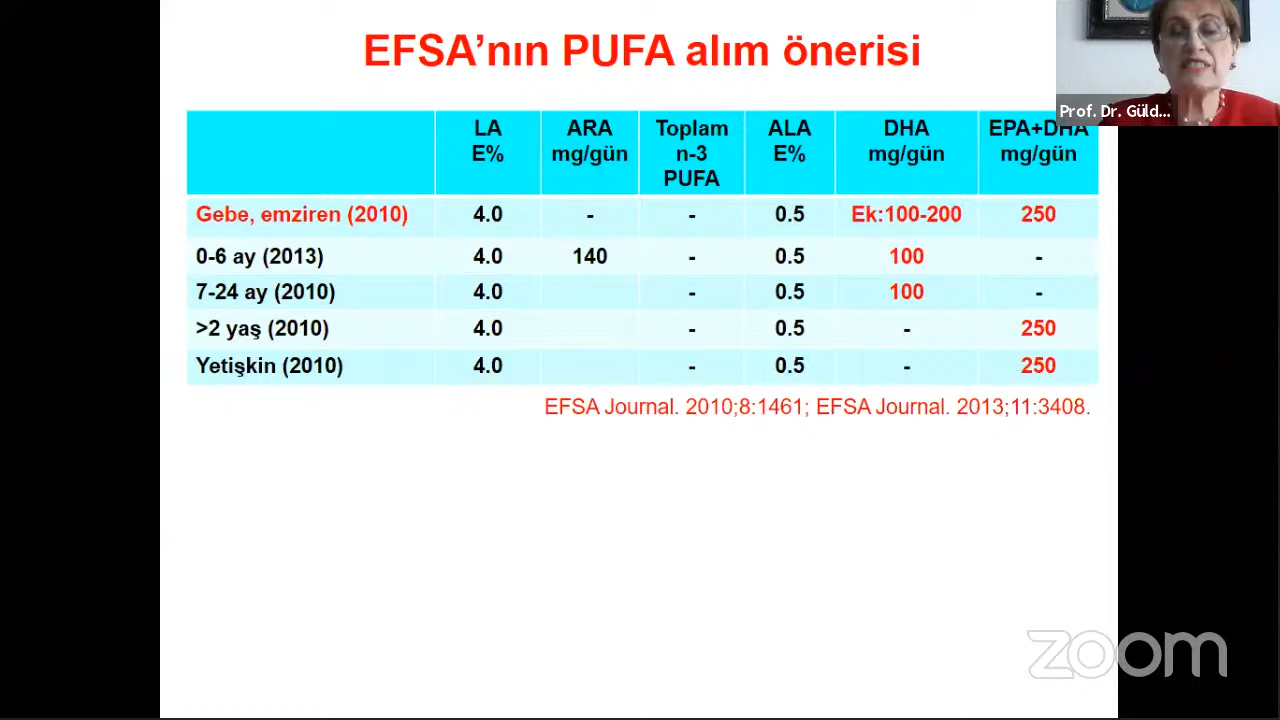 EFSA’nın PUFA alım önerisi
Prof. Dr. Güld...
LA E% ARA mg/gün Toplam n-3 PUFA ALA E% DHA mg/gün EPA+DHA mg/gün
Gebe, emziren (2010) 4.0 - - 0.5 Ek:100-200 250
0-6 ay (2013) 4.0 140 - 0.5 100 -
7-24 ay (2010) 4.0 - 0.5 100 -
>2 yaş (2010) 4.0 - 0.5 - 250
Yetişkin (2010) 4.0 - 0.5 - 250
EFSA Journal. 2010;8:1461; EFSA Journal. 2013;11:3408.
zoom